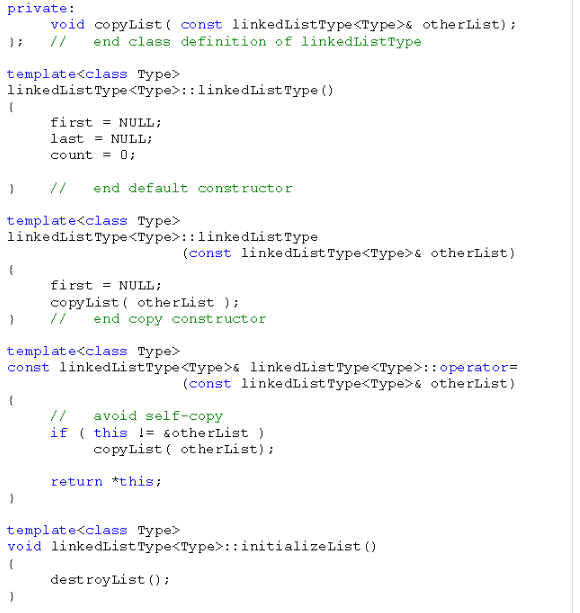 private:
     void copyList( const linkedListType<Type>& otherList);
};   //   end class definition of linkedListType

template<class Type>
linkedListType<Type>::linkedListType()
{
     first = NULL;
     last = NULL;
     count = 0;

}    //   end default constructor

template<class Type>
linkedListType<Type>::linkedListType
                    (const linkedListType<Type>& otherList)
{
     first = NULL;
     copyList( otherList );
}    //   end copy constructor

template<class Type>
const linkedListType<Type>& linkedListType<Type>::operator=
                    (const linkedListType<Type>& otherList)
{
     //   avoid self-copy
     if ( this != &otherList )
          copyList( otherList);

     return *this;
}

template<class Type>
void linkedListType<Type>::initializeList()
{
     destroyList();
}